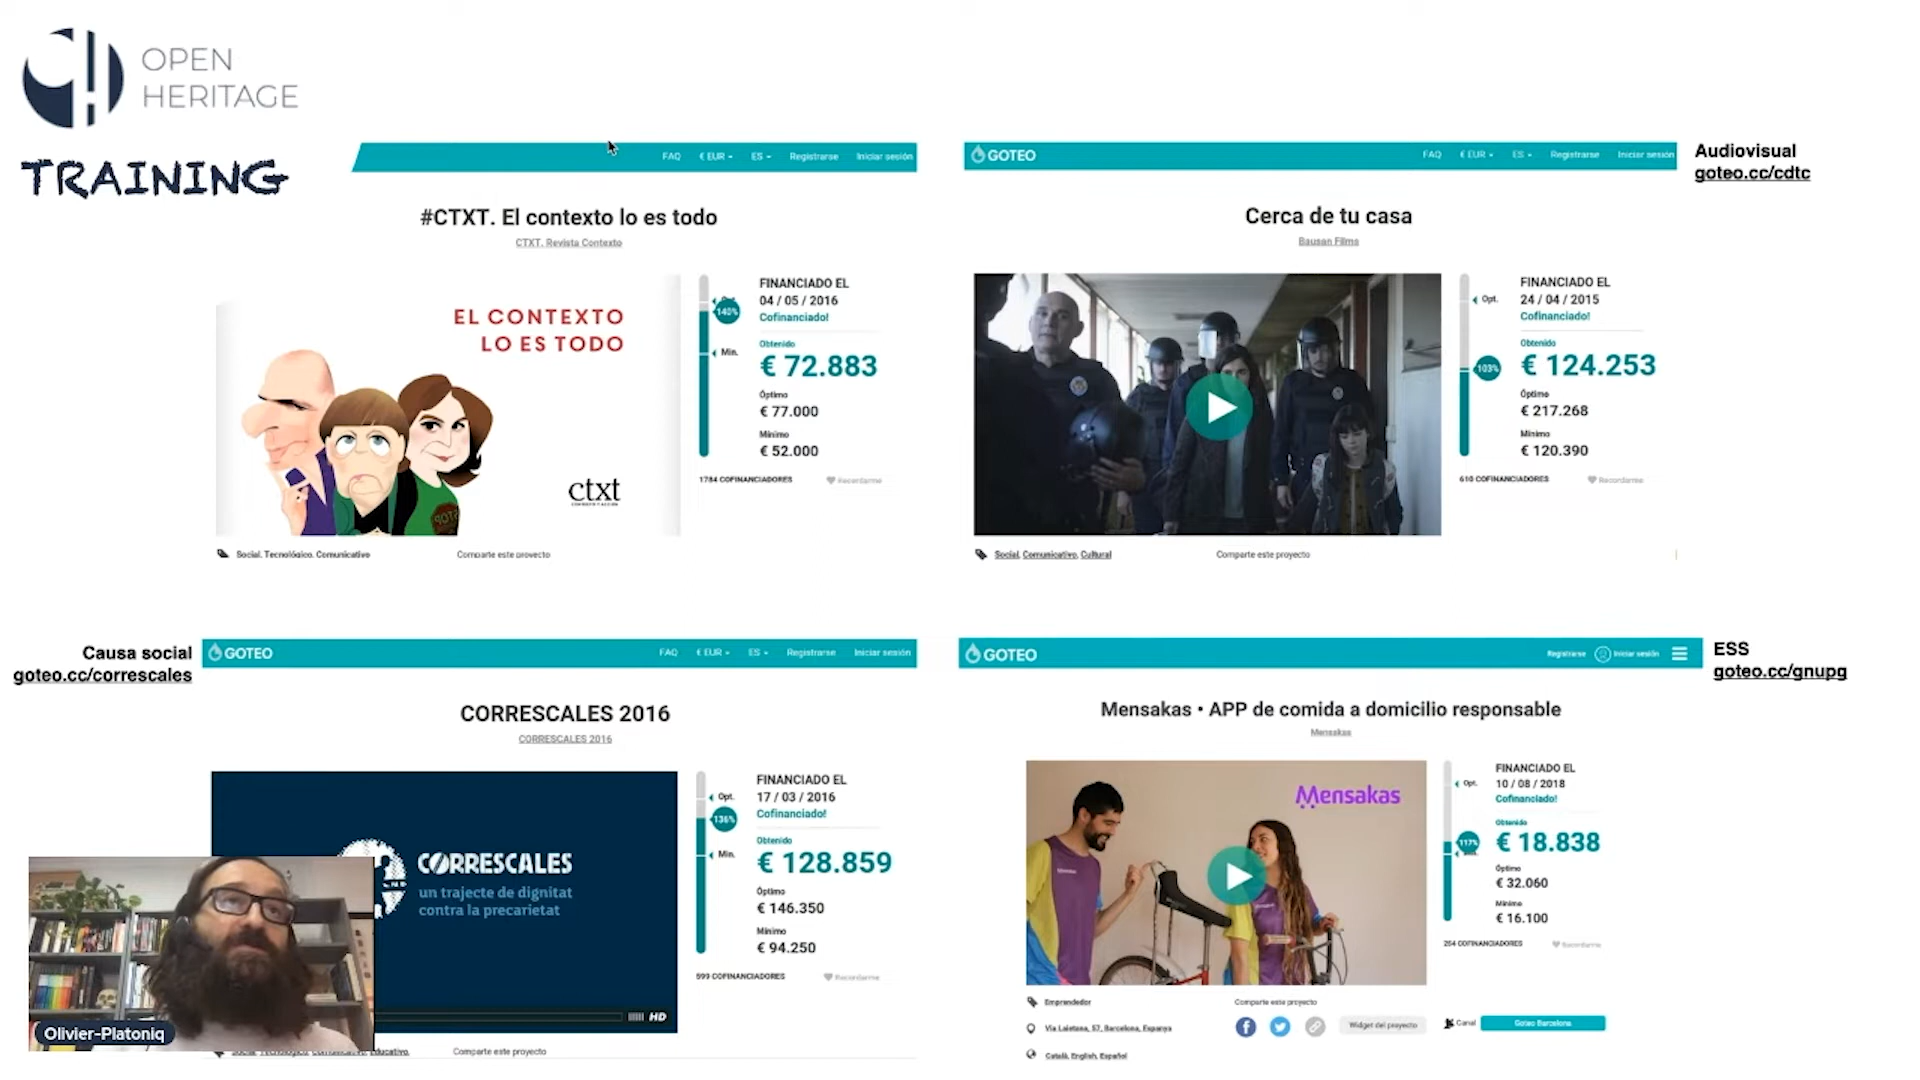 OPEN
HERITAGE
TRAINING
FAQ € EUR ES Registrarse Iniciar sesión
#CTXT. El contexto lo es todo
CTXT. Revista Contexto
EL CONTEXTO
LO ES TODO
ctxt
140%
Min.
FINANCIADO EL
04 / 05 / 2016
Cofinanciado!
Obtenido
€ 72.883
Óptimo
€ 77.000
Mínimo
€ 52.000
1784 COFINANCIADORES
Recordarme
Social, Tecnológico, Comunicativo
Comparte este proyecto
GOTEO
FAQ € EUR ES Registrarse Iniciar sesión
Audiovisual
goteo.cc/cdtc
Cerca de tu casa
Bausan Films
Opt.
103%
FINANCIADO EL
24 / 04 / 2015
Cofinanciado!
Obtenido
€ 124.253
Óptimo
€ 217.268
Mínimo
€ 120.390
610 COFINANCIADORES
Recordarme
Social, Comunicativo, Cultural
Comparte este proyecto
Causa social
goteo.cc/correscales
GOTEO
FAQ € EUR ES Registrarse Iniciar sesión
CORRESCALES 2016
CORRESCALES 2016
CORRESCALES
un trajecte de dignitat
contra la precarietat
HD
Opt.
136%
Min.
FINANCIADO EL
17 / 03 / 2016
Cofinanciado!
Obtenido
€ 128.859
Óptimo
€ 146.350
Mínimo
€ 94.250
599 COFINANCIADORES
Recordarme
Social, Tecnológico, Comunicativo, Educativo,
Comparte este proyecto
Olivier-Platoniq
GOTEO
Registrarse Iniciar sesión
ESS
goteo.cc/gnupg
Mensakas • APP de comida a domicilio responsable
Mensakas
Mensakas
Opt.
117%
FINANCIADO EL
10 / 08 / 2018
Cofinanciado!
Obtenido
€ 18.838
Óptimo
€ 32.060
Mínimo
€ 16.100
254 COFINANCIADORES
Recordarme
Emprendedor
Comparte este proyecto
Via Laietana, 57, Barcelona, Espanya
Widget del proyecto
Canal
Goteo Barcelona
Català, English, Español